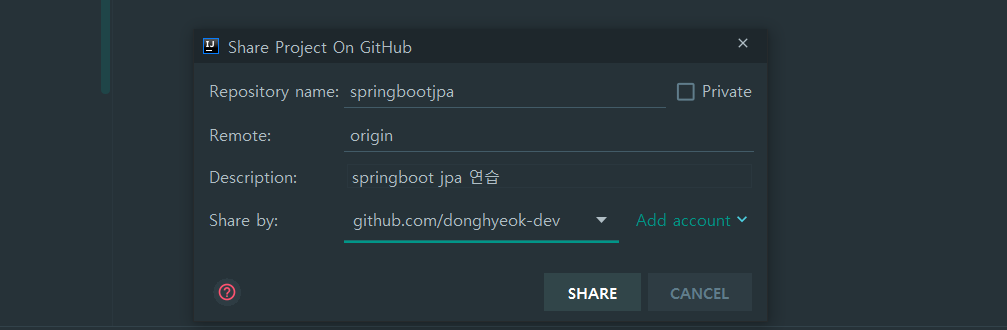 IJ Share Project On GitHub
Repository name: springbootjpa Private
Remote: origin
Description: springboot jpa 연습
Share by: github.com/donghyeok-dev Add account
? SHARE CANCEL